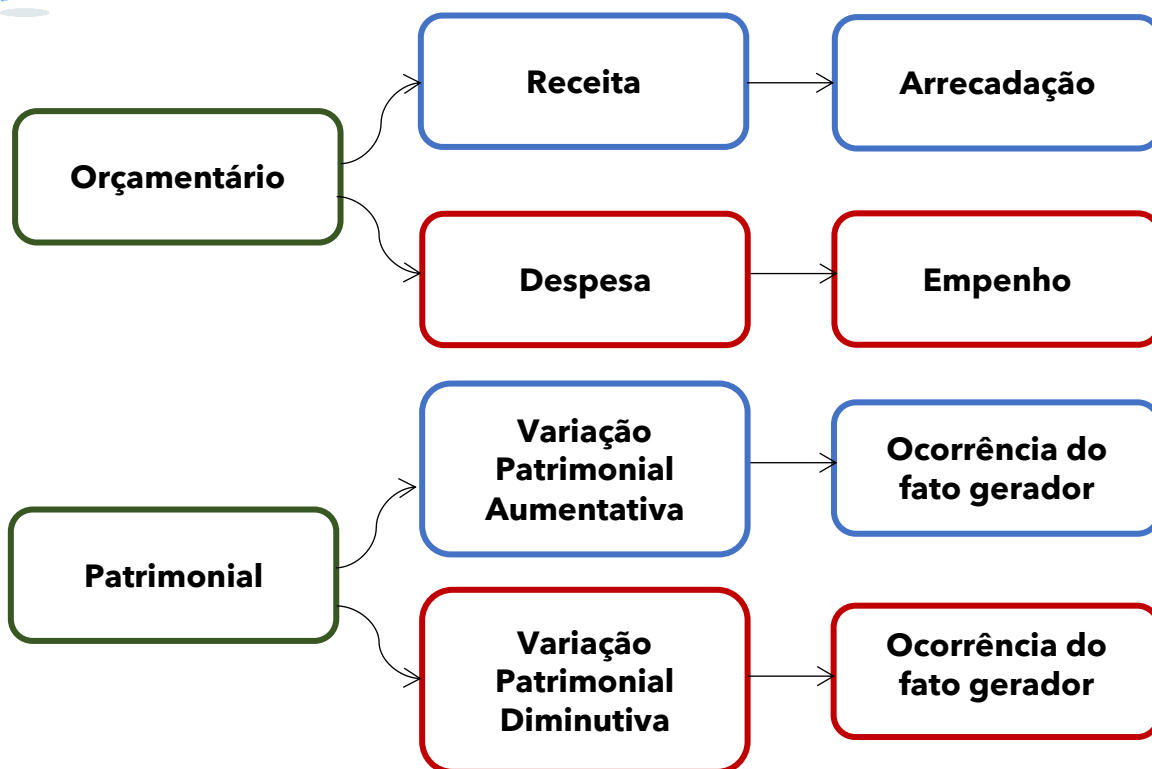 Orçamentário
Receita
Arrecadação
Despesa
Empenho
Patrimonial
Variação
Patrimonial
Aumentativa
Ocorrência do
fato gerador
Variação
Patrimonial
Diminutiva
Ocorrência do
fato gerador